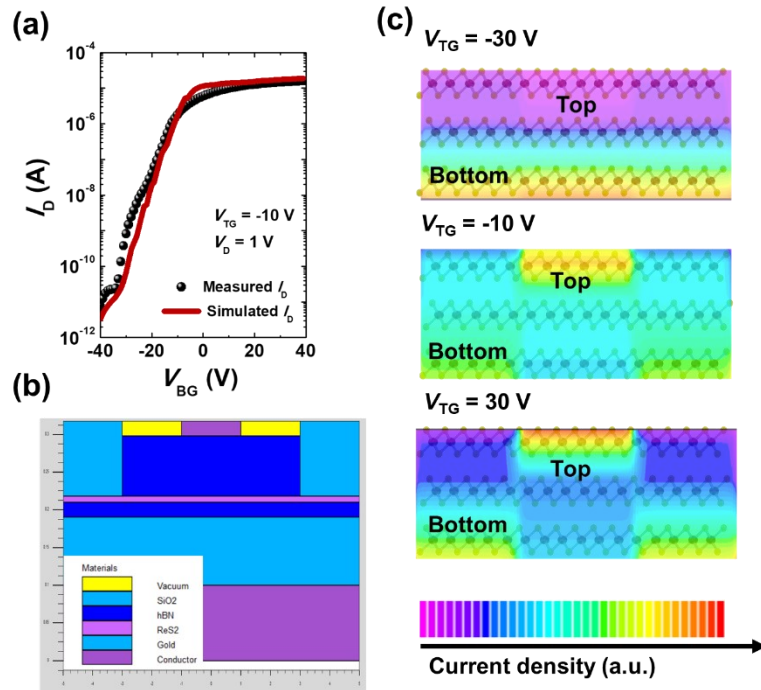 (a)
10⁻⁴
10⁻⁶
10⁻⁸
10⁻¹⁰
10⁻¹²
I_D (A)
V_TG = -10 V
V_D = 1 V
Measured I_D
Simulated I_D
-40 -20 0 20 40
V_BG (V)
(b)
Materials
Vacuum
SiO2
hBN
ReS2
Gold
Conductor
(c)
V_TG = -30 V
Top
Bottom
V_TG = -10 V
Top
Bottom
V_TG = 30 V
Top
Bottom
Current density (a.u.)